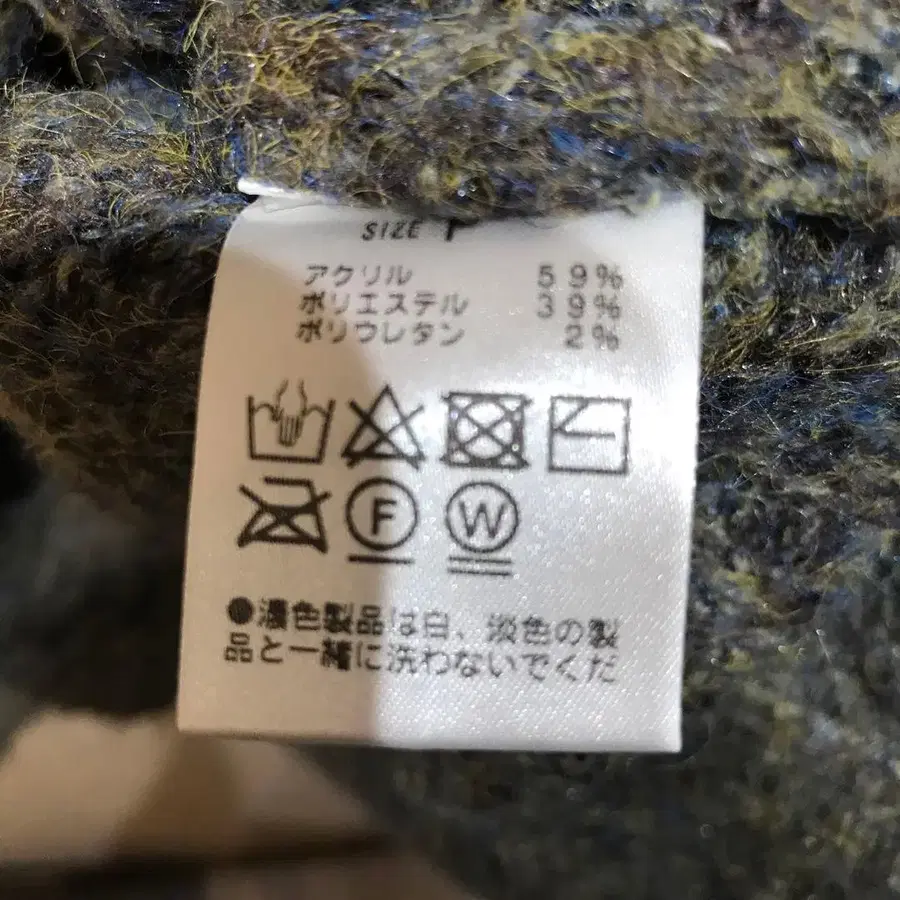 SIZE F
アクリル 59%
ポリエステル 39%
ポリウレタン 2%
F W
●濃色製品は白、淡色の製
品と一緒に洗わないでくだ